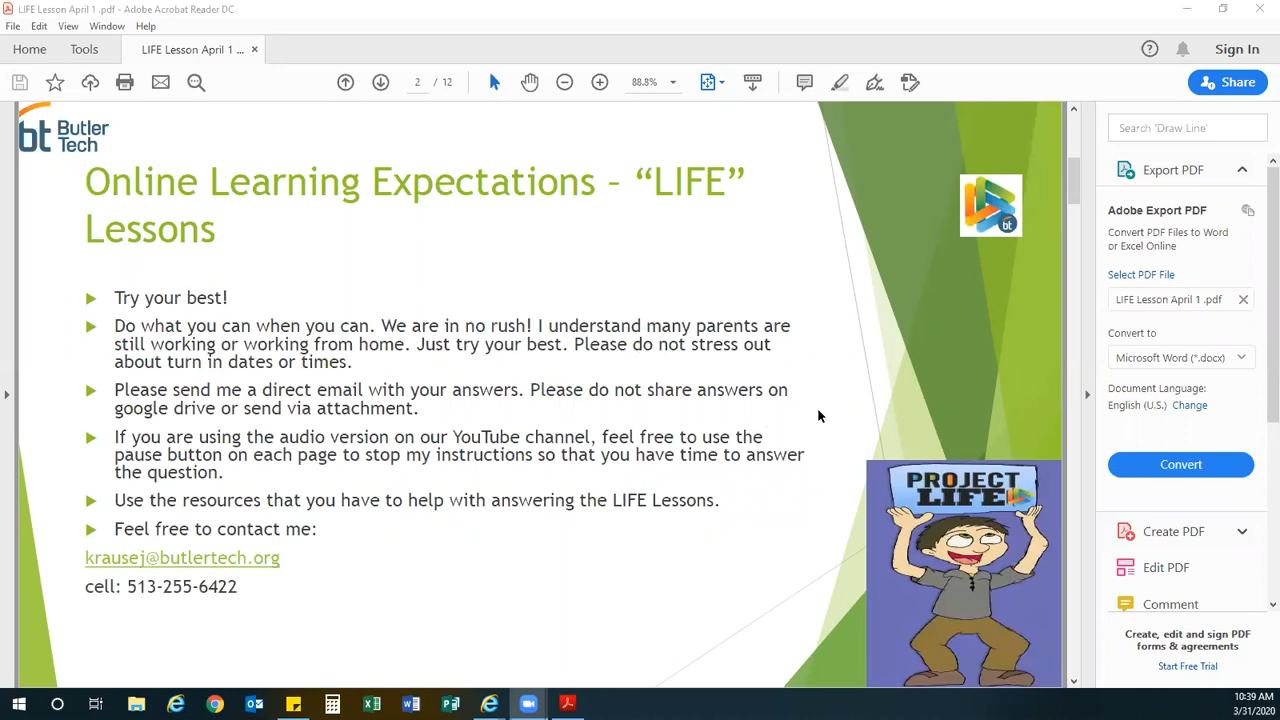 LIFE Lesson April 1 .pdf - Adobe Acrobat Reader DC
File Edit View Window Help
Home Tools LIFE Lesson April 1 ... × Sign In
2 / 12 88.8% Share
bt Butler
Tech
Online Learning Expectations – “LIFE”
Lessons
bt
Try your best!
Do what you can when you can. We are in no rush! I understand many parents are
still working or working from home. Just try your best. Please do not stress out
about turn in dates or times.
Please send me a direct email with your answers. Please do not share answers on
google drive or send via attachment.
If you are using the audio version on our YouTube channel, feel free to use the
pause button on each page to stop my instructions so that you have time to answer
the question.
Use the resources that you have to help with answering the LIFE Lessons.
Feel free to contact me:
krausej@butlertech.org
cell: 513-255-6422
PROJECT
LIFE
Search 'Draw Line'
Export PDF
Adobe Export PDF
Convert PDF Files to Word
or Excel Online
Select PDF File
LIFE Lesson April 1 .pdf
Convert to
Microsoft Word (*.docx)
Document Language:
English (U.S.) Change
Convert
Create PDF
Edit PDF
Comment
Create, edit and sign PDF
forms & agreements
Start Free Trial
10:39 AM
3/31/2020